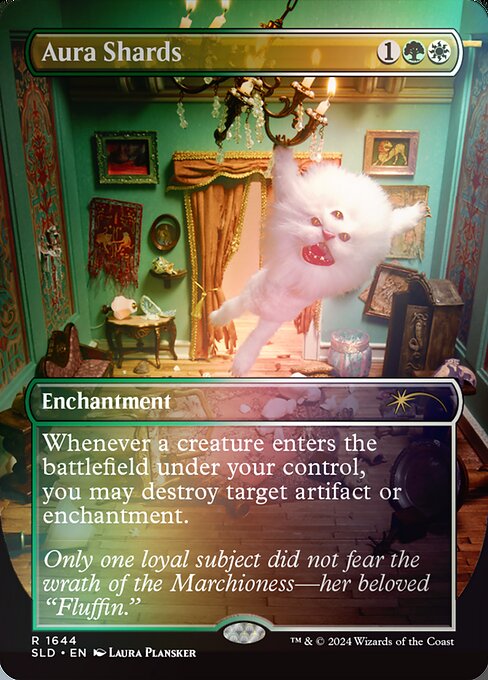 Aura Shards 1
Enchantment
Whenever a creature enters the
battlefield under your control,
you may destroy target artifact or
enchantment.
Only one loyal subject did not fear the
wrath of the Marchioness—her beloved
“Fluffin.”
R 1644
SLD • EN Laura Plansker
™ & © 2024 Wizards of the Coast